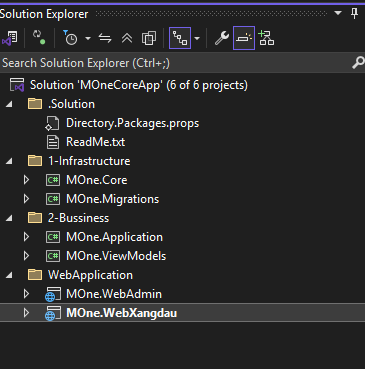 Solution Explorer
Search Solution Explorer (Ctrl+;)
Solution 'MOneCoreApp' (6 of 6 projects)
.Solution
Directory.Packages.props
ReadMe.txt
1-Infrastructure
C# MOne.Core
C# MOne.Migrations
2-Bussiness
C# MOne.Application
C# MOne.ViewModels
WebApplication
MOne.WebAdmin
MOne.WebXangdau